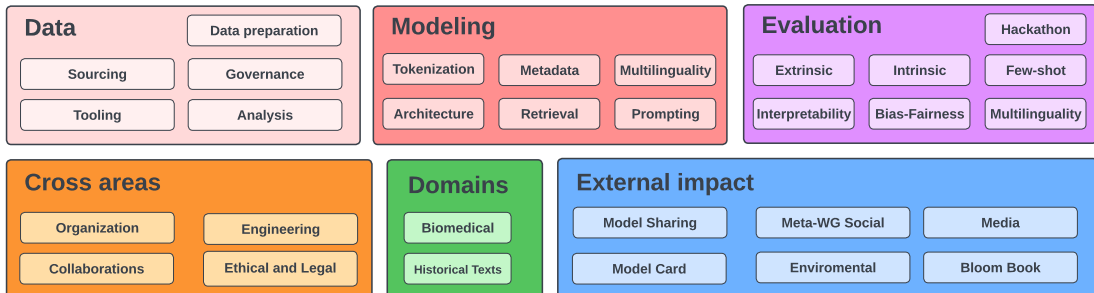 Data
Data preparation
Sourcing
Governance
Tooling
Analysis
Modeling
Tokenization
Metadata
Multilinguality
Architecture
Retrieval
Prompting
Evaluation
Hackathon
Extrinsic
Intrinsic
Few-shot
Interpretability
Bias-Fairness
Multilinguality
Cross areas
Organization
Engineering
Collaborations
Ethical and Legal
Domains
Biomedical
Historical Texts
External impact
Model Sharing
Meta-WG Social
Media
Model Card
Enviromental
Bloom Book